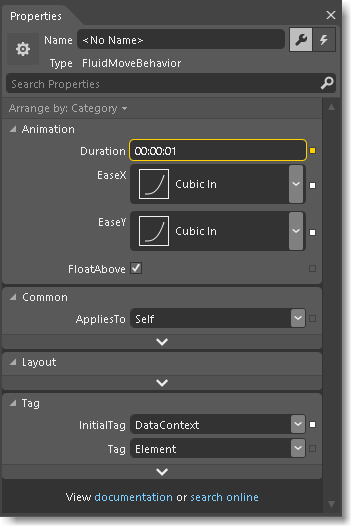 Properties
Name <No Name>
Type FluidMoveBehavior
Search Properties
Arrange by: Category
Animation
Duration 00:00:01
EaseX Cubic In
EaseY Cubic In
FloatAbove
Common
AppliesTo Self
Layout
Tag
InitialTag DataContext
Tag Element
View documentation or search online